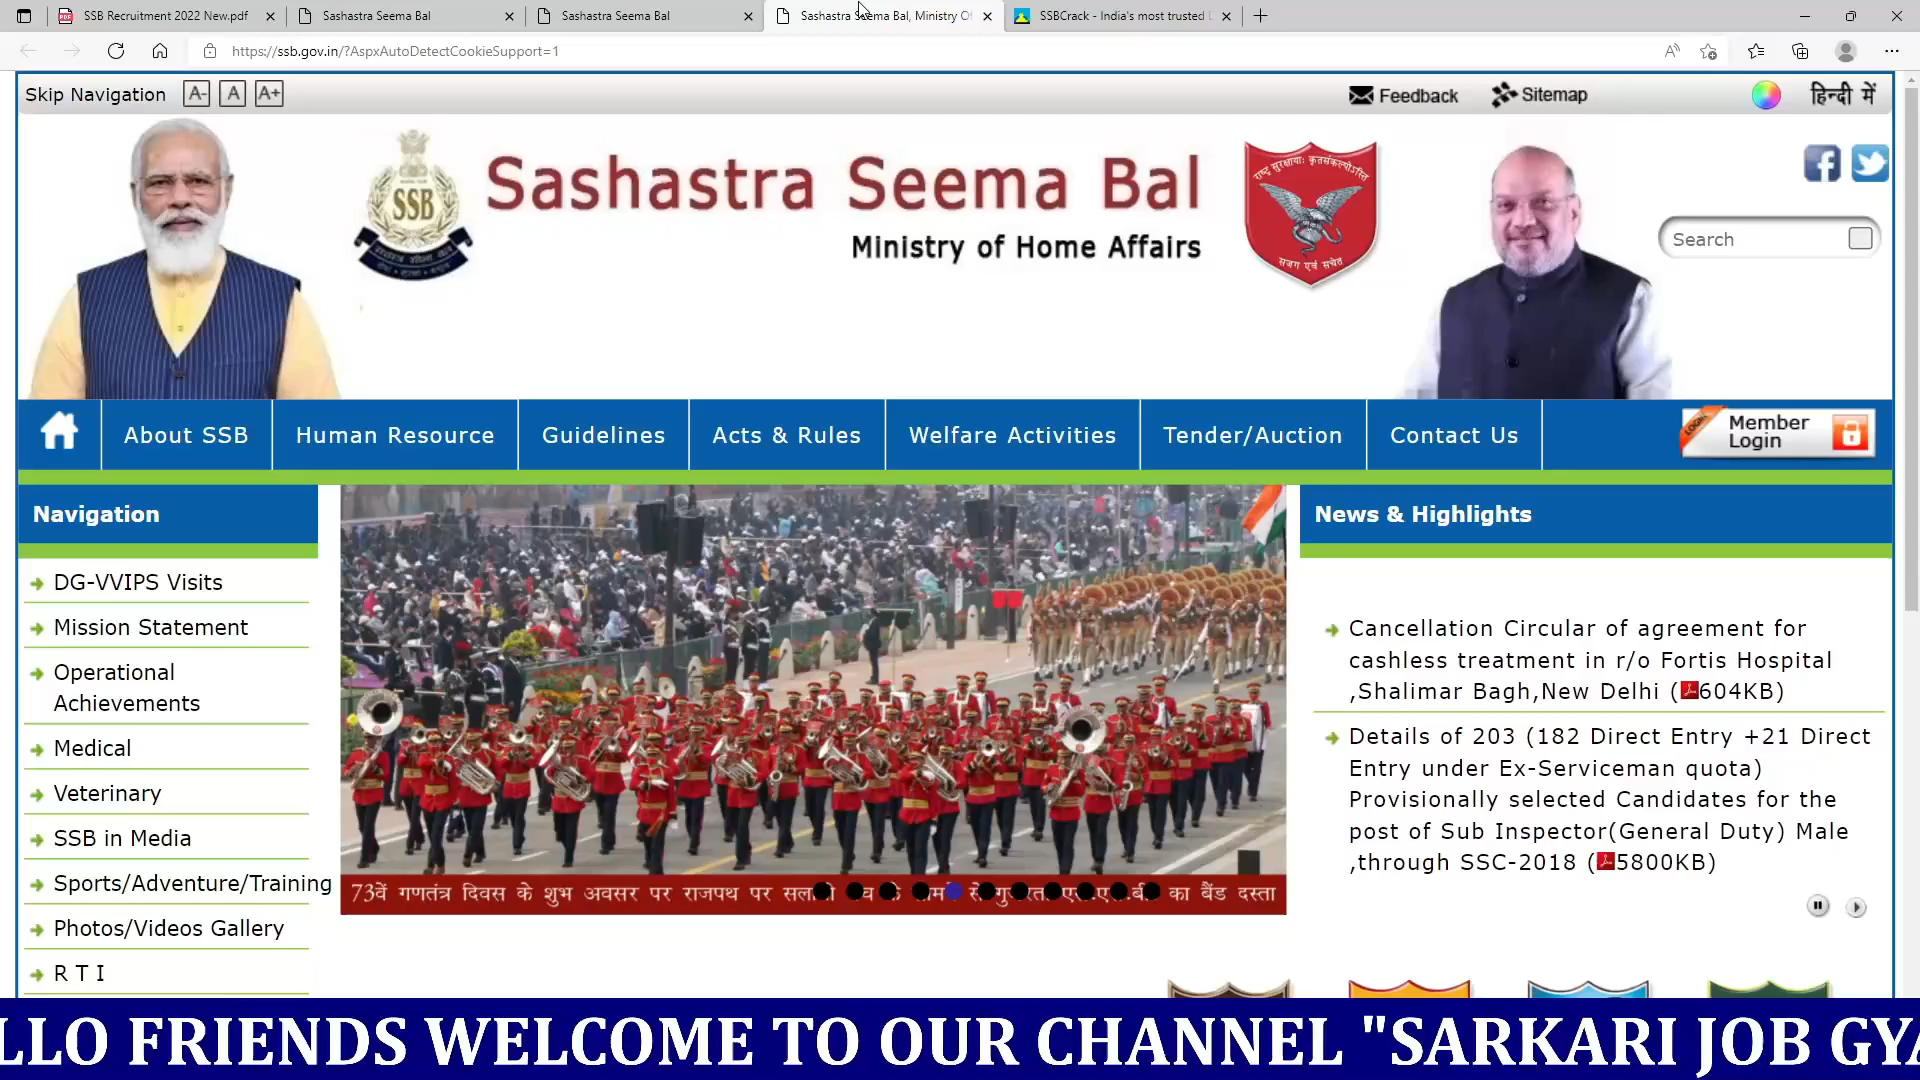 SSB Recruitment 2022 New.pdf
Sashastra Seema Bal
Sashastra Seema Bal
Sashastra Seema Bal, Ministry O
SSBCrack - India's most trusted
https://ssb.gov.in/?AspxAutoDetectCookieSupport=1
Skip Navigation A- A A+
Feedback
Sitemap
हिन्दी में
SSB
Sashastra Seema Bal
Ministry of Home Affairs
सजग एवं सचेत
Search
About SSB
Human Resource
Guidelines
Acts & Rules
Welfare Activities
Tender/Auction
Contact Us
LOGIN
Member
Login
Navigation
DG-VVIPS Visits
Mission Statement
Operational
Achievements
Medical
Veterinary
SSB in Media
Sports/Adventure/Training
Photos/Videos Gallery
R T I
73वें गणतंत्र दिवस के शुभ अवसर पर राजपथ पर का बैंड दस्ता
News & Highlights
Cancellation Circular of agreement for
cashless treatment in r/o Fortis Hospital
,Shalimar Bagh,New Delhi (604KB)
Details of 203 (182 Direct Entry +21 Direct
Entry under Ex-Serviceman quota)
Provisionally selected Candidates for the
post of Sub Inspector(General Duty) Male
,through SSC-2018 (5800KB)
LLO FRIENDS WELCOME TO OUR CHANNEL "SARKARI JOB GYA